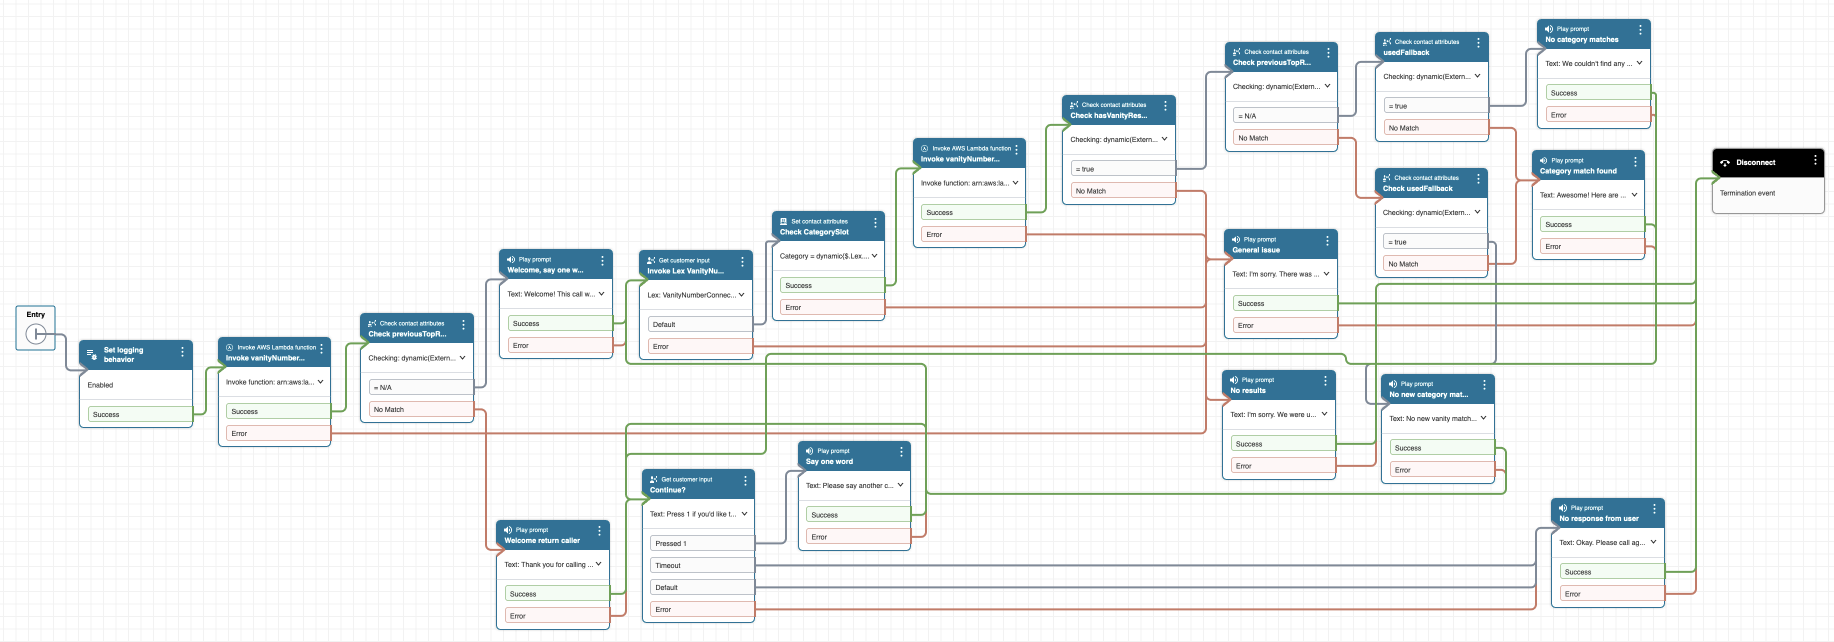 Entry
Set logging
behavior
Enabled
Success
Invoke AWS Lambda function
Invoke vanityNumber...
Invoke function: arn:aws:la...
Success
Error
Check contact attributes
Check previousTopR...
Checking: dynamic(Extern...
= N/A
No Match
Play prompt
Welcome, say one w...
Text: Welcome! This call w...
Success
Error
Play prompt
Welcome return caller
Text: Thank you for calling ...
Success
Error
Get customer input
Invoke Lex VanityNu...
Lex: VanityNumberConnec...
Default
Error
Get customer input
Continue?
Text: Press 1 if you'd like t...
Pressed 1
Timeout
Default
Error
Set contact attributes
Check CategorySlot
Category = dynamic($.Lex....
Success
Error
Play prompt
Say one word
Text: Please say another c...
Success
Error
Invoke AWS Lambda function
Invoke vanityNumber...
Invoke function: arn:aws:la...
Success
Error
Check contact attributes
Check hasVanityRes...
Checking: dynamic(Extern...
= true
No Match
Check contact attributes
Check previousTopR...
Checking: dynamic(Extern...
= N/A
No Match
Play prompt
General issue
Text: I'm sorry. There was ...
Success
Error
Play prompt
No results
Text: I'm sorry. We were u...
Success
Error
Check contact attributes
usedFallback
Checking: dynamic(Extern...
= true
No Match
Check contact attributes
Check usedFallback
Checking: dynamic(Extern...
= true
No Match
Play prompt
No new category mat...
Text: No new vanity match...
Success
Error
Play prompt
No category matches
Text: We couldn't find any ...
Success
Error
Play prompt
Category match found
Text: Awesome! Here are ...
Success
Error
Play prompt
No response from user
Text: Okay. Please call ag...
Success
Error
Disconnect
Termination event